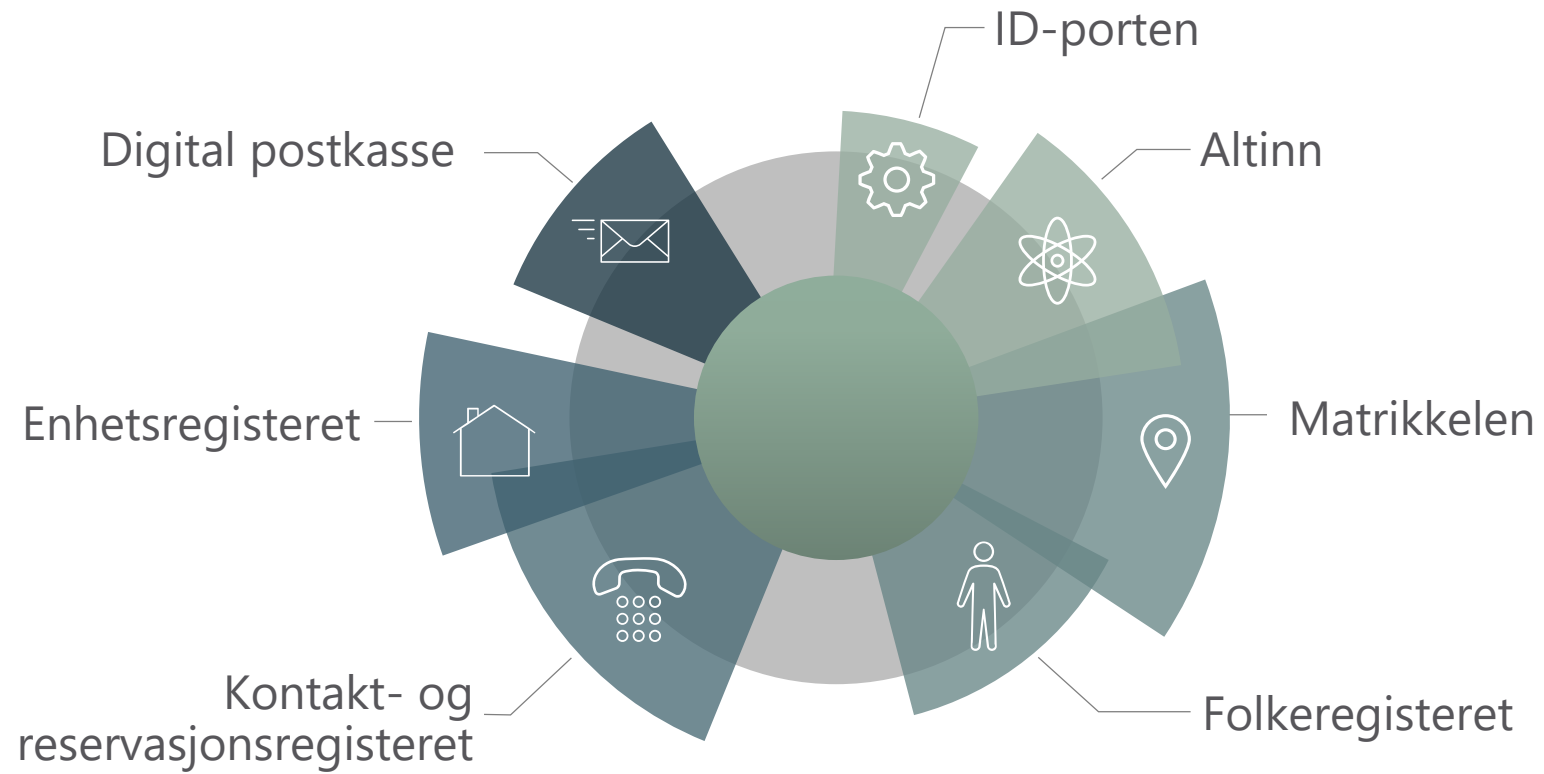 ID-porten
Digital postkasse
Altinn
Enhetsregisteret
Matrikkelen
Kontakt- og
reservasjonsregisteret
Folkeregisteret